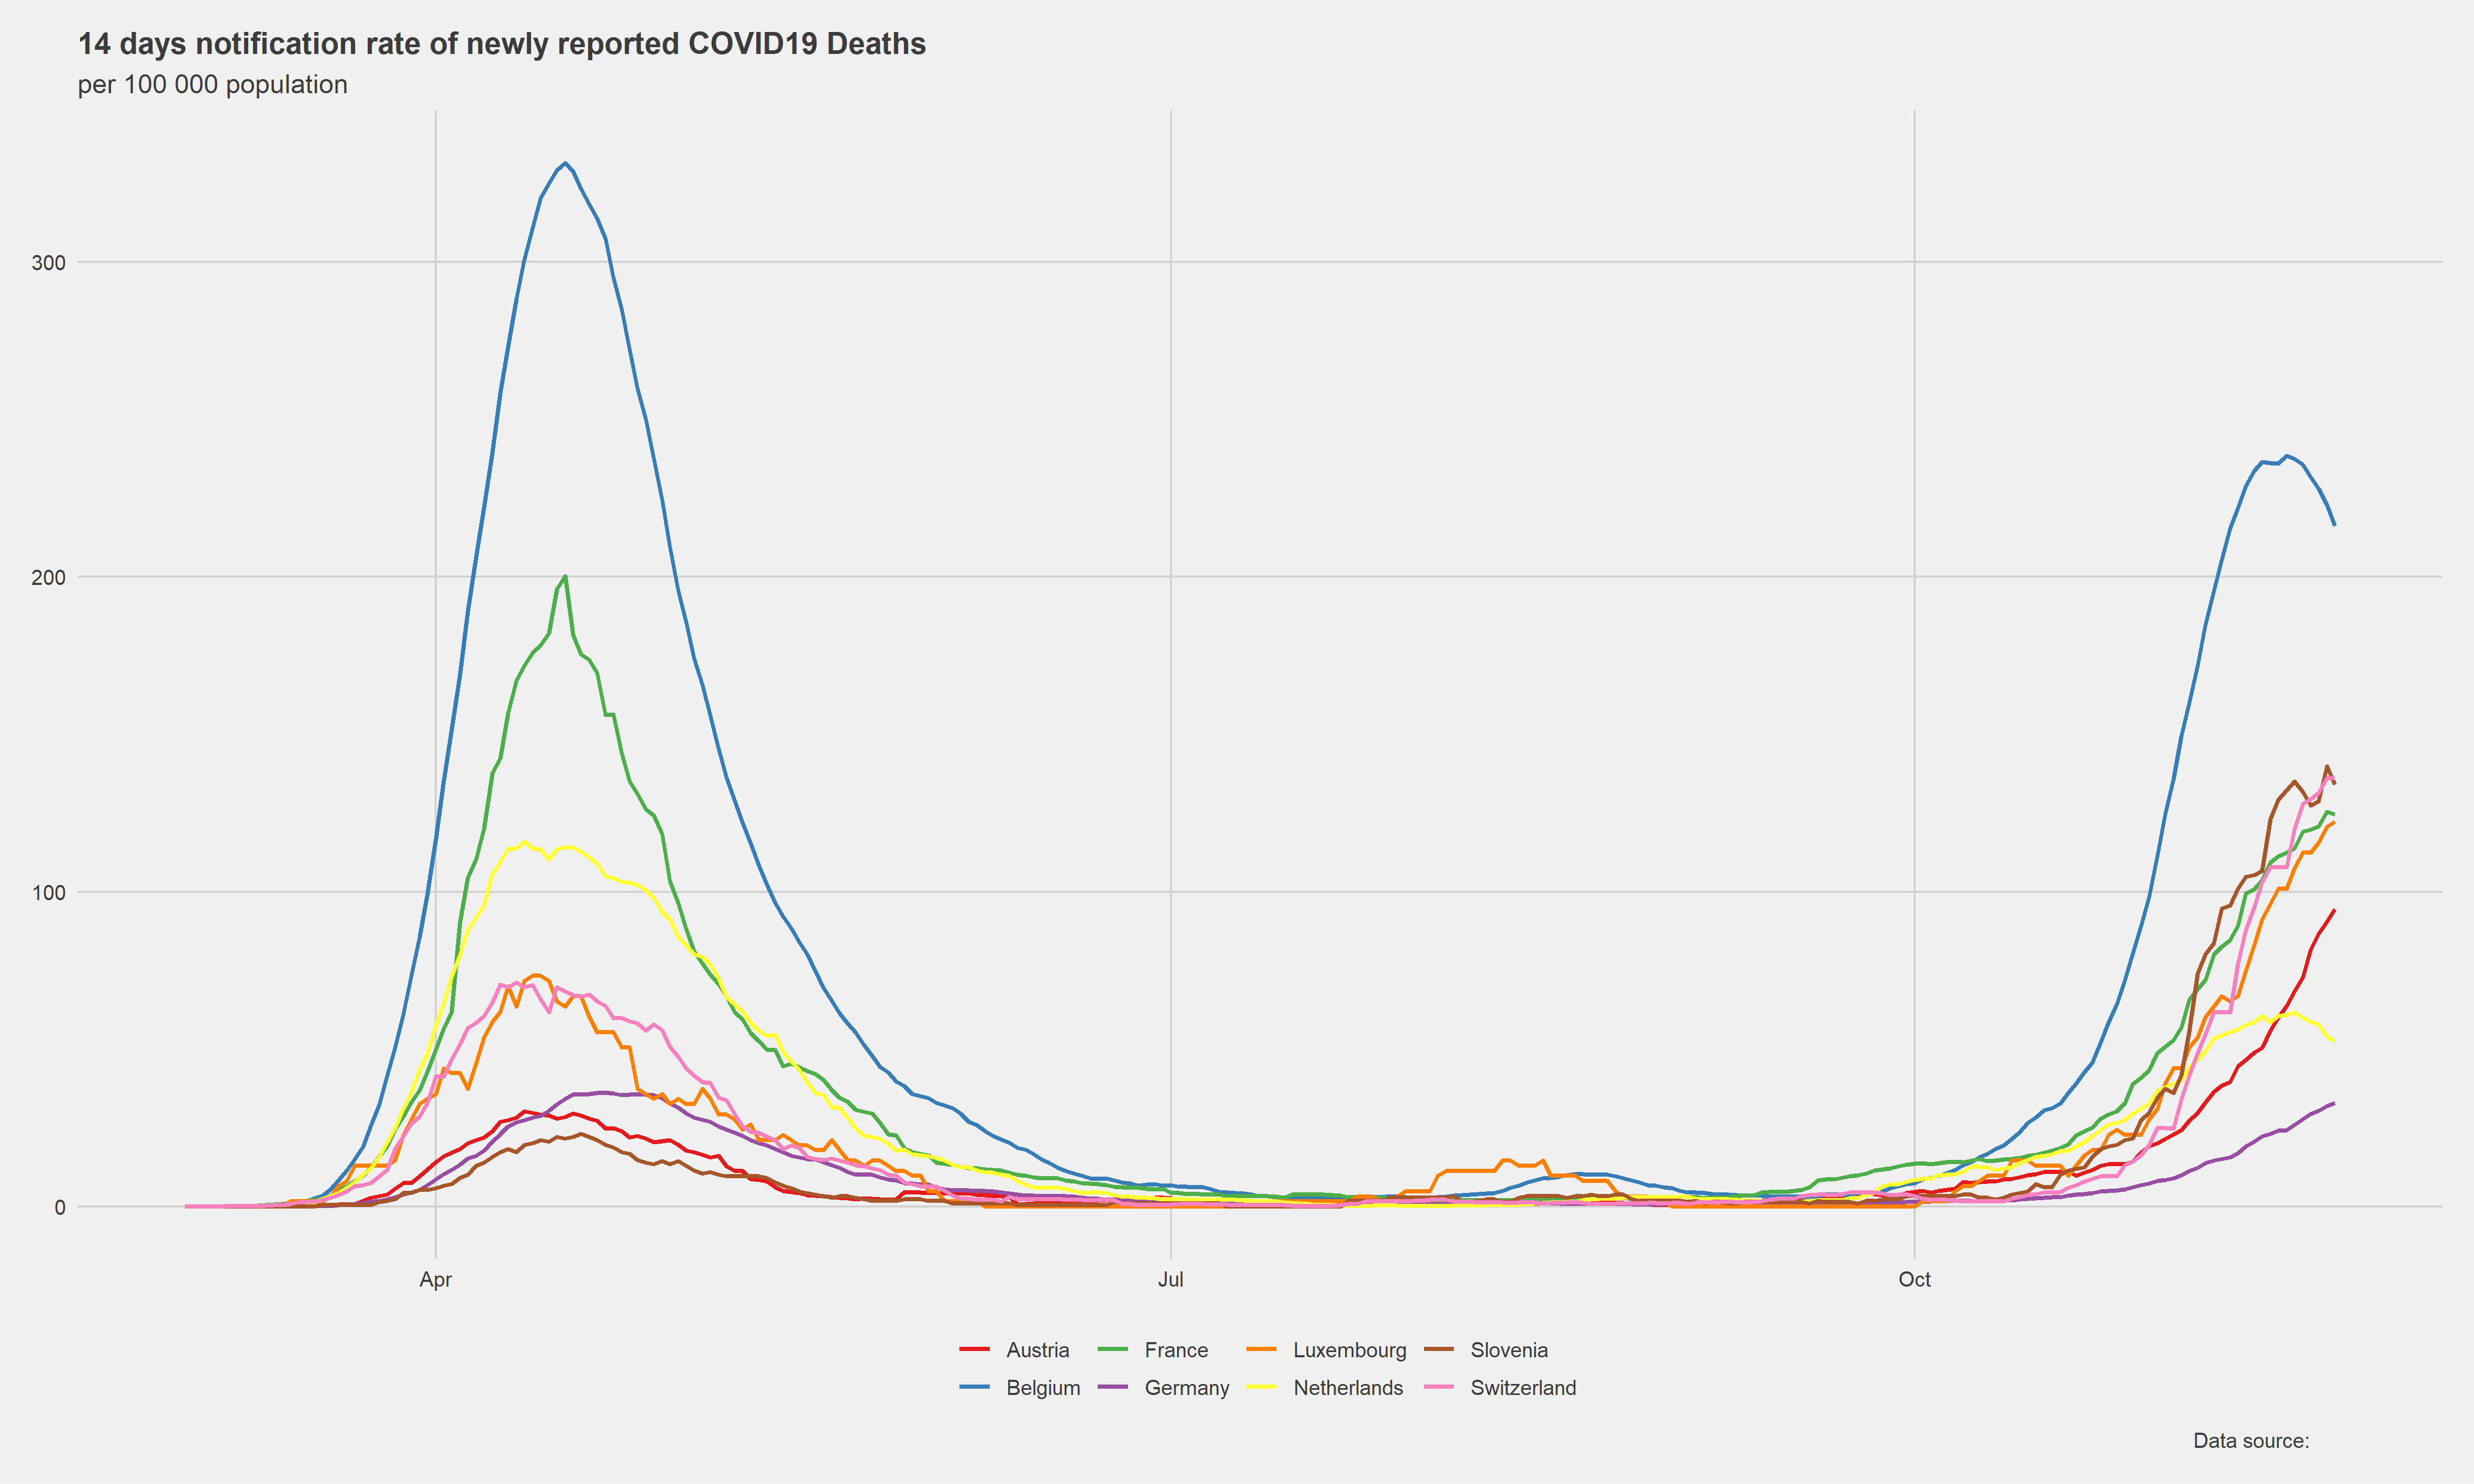 14 days notification rate of newly reported COVID19 Deaths
per 100 000 population
300
200
100
0
Apr Jul Oct
Austria France Luxembourg Slovenia
Belgium Germany Netherlands Switzerland
Data source: